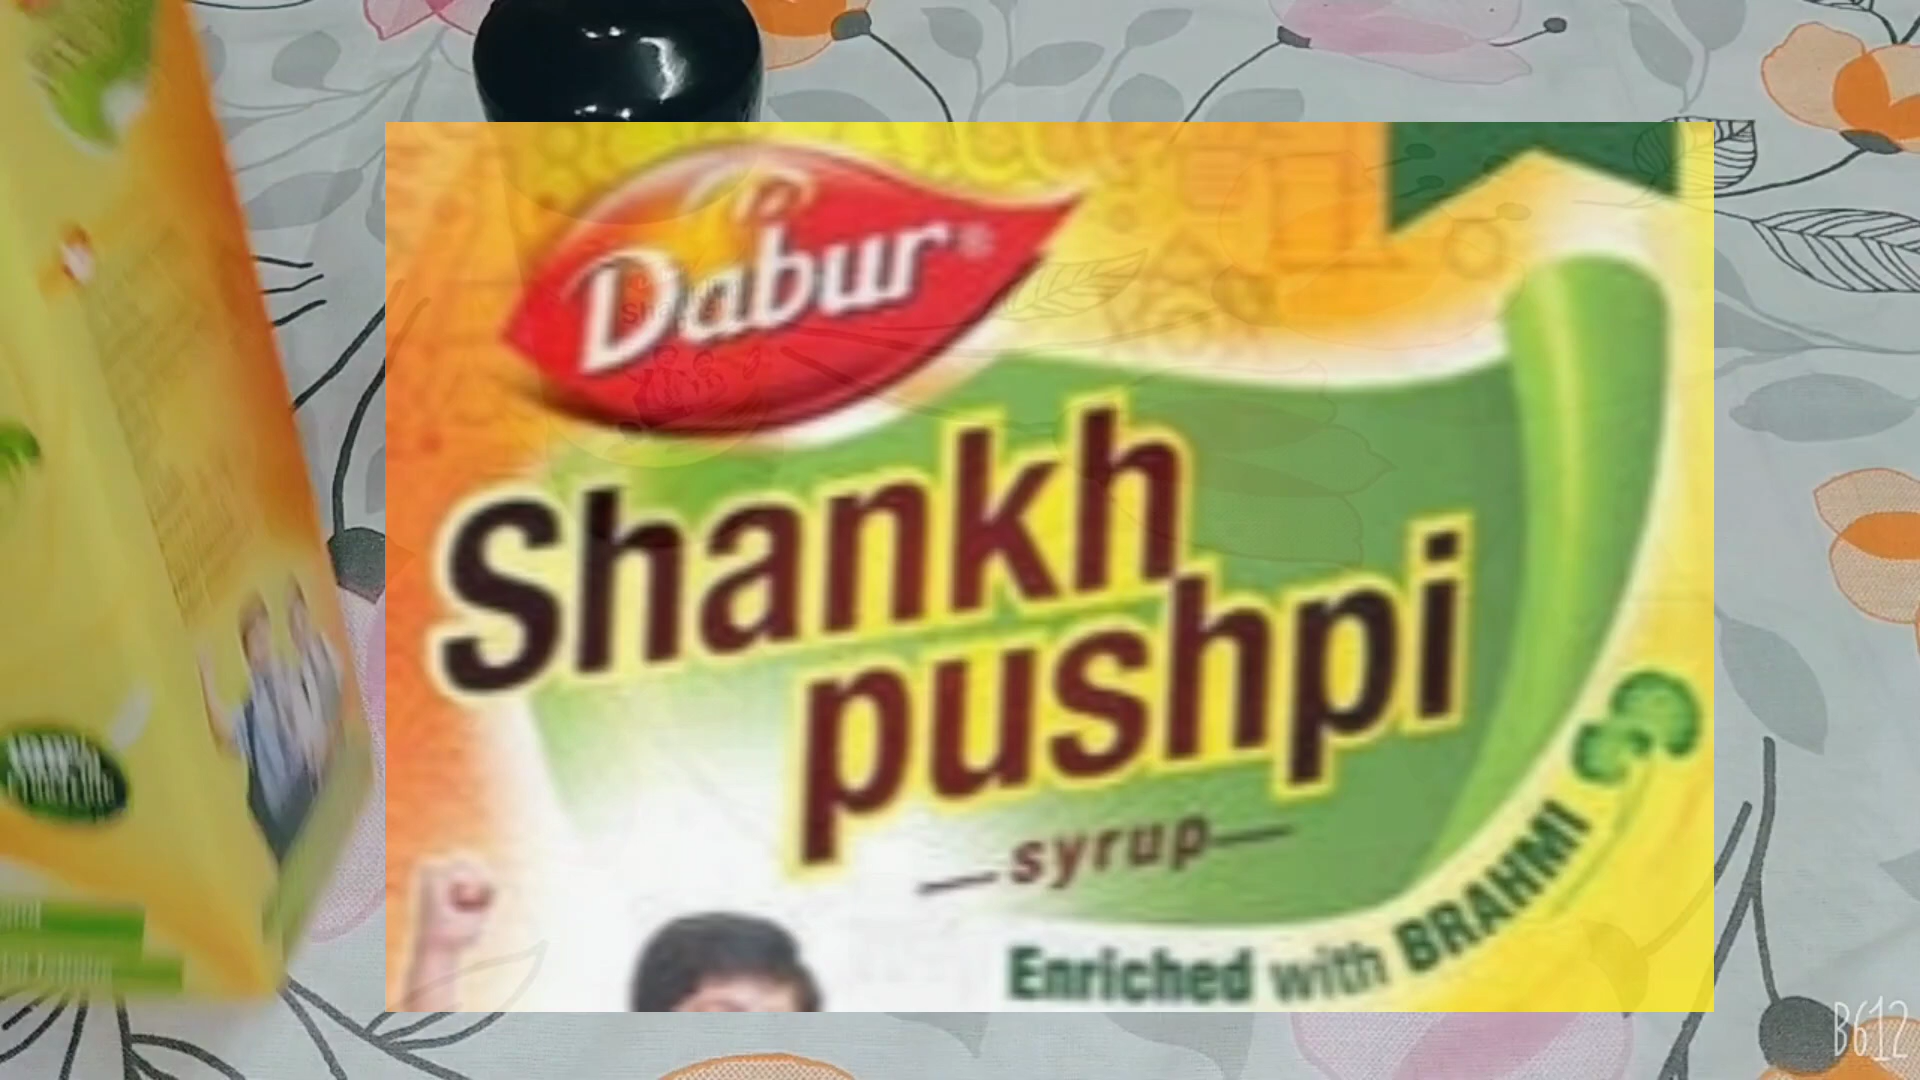 Dabur®
Shankh
pushpi
syrup
Enriched with BRAHMI
B612